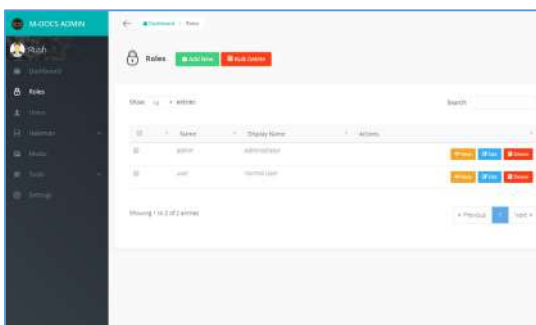 M-DOCS ADMIN
Dashboard / Roles
Rush
Dashboard
Roles
Users
Halaman
Media
Tools
Settings
Roles Add New Bulk Delete
Show 10 entries
Search:
Name Display Name Actions
admin Administrator View Edit Delete
user Normal User View Edit Delete
Showing 1 to 2 of 2 entries
Previous 1 Next